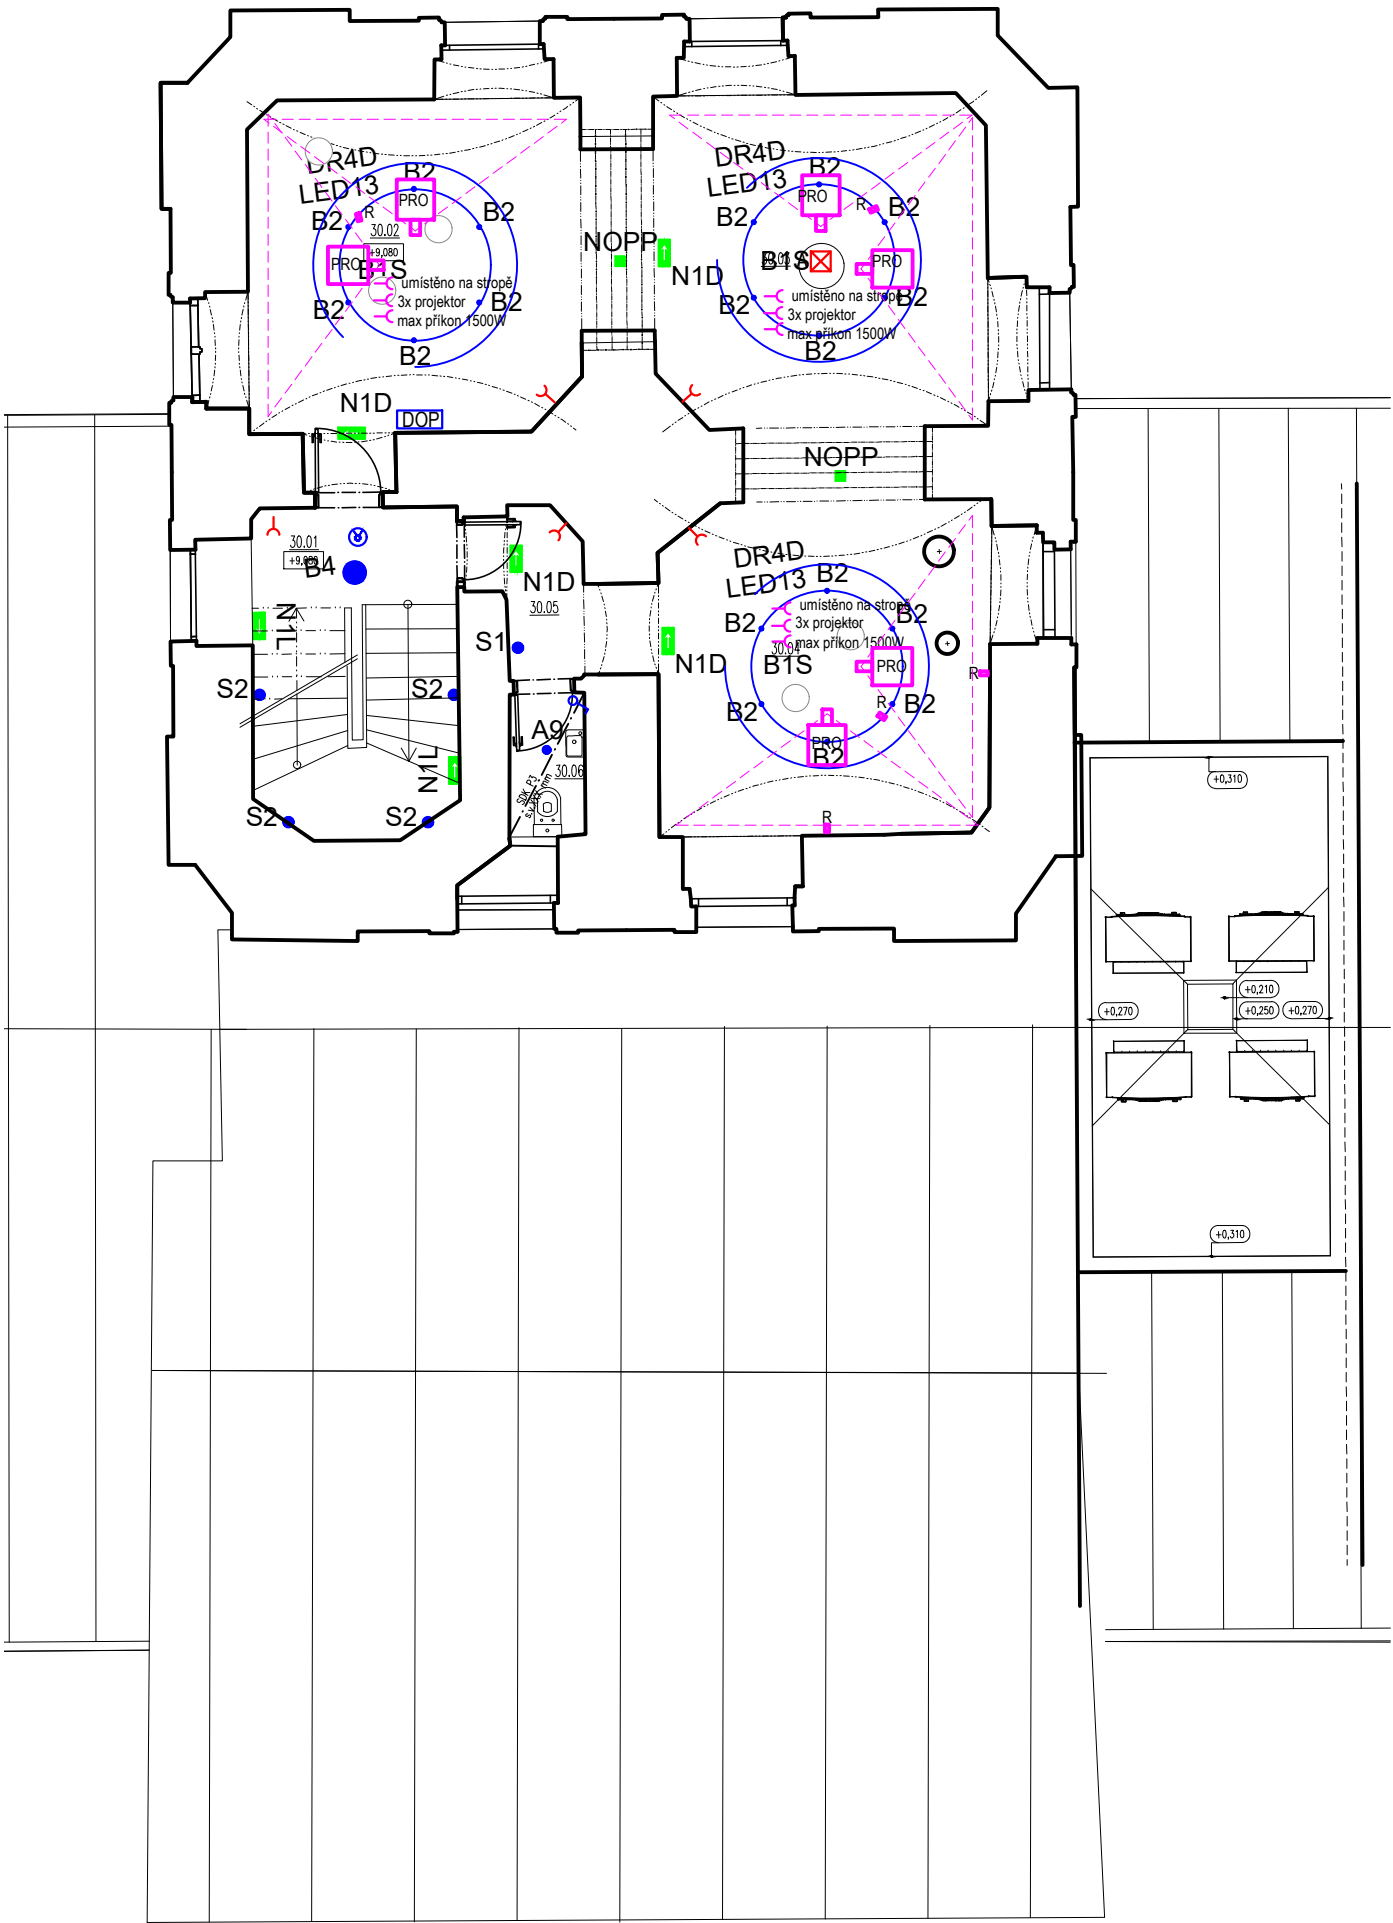 DR4D
LED13
B2
PRO
R
B2
B2
30.02
+9,080
PRO
B1S
umístěno na stropě
3x projektor
max příkon 1500W
B2
B2
B2
NOPP
N1D
DR4D
LED13
B2
PRO
R
B2
B2
B1S
PRO
umístěno na stropě
3x projektor
max příkon 1500W
B2
B2
B2
N1D
DOP
NOPP
30.01
+9,080
B4
N1D
30.05
DR4D
LED13
B2
umístěno na stropě
3x projektor
max příkon 1500W
B2
B2
30.04
B1S
PRO
R
N1L
S1
N1D
S2
S2
B2
R
B2
PRO
B2
A9
30.06
SDK P3
N1L
S2
S2
R
+0,310
+0,210
+0,270
+0,250
+0,270
+0,310